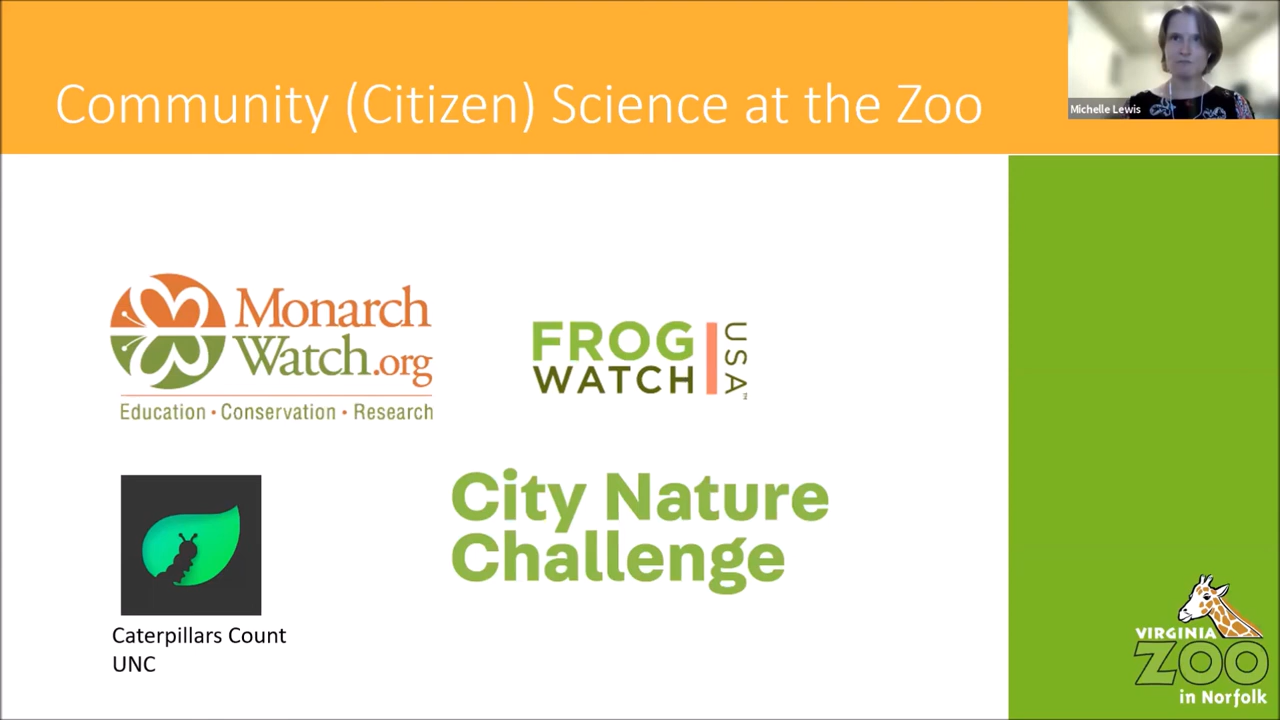 Community (Citizen) Science at the Zoo
Michelle Lewis
Monarch
Watch.org
Education • Conservation • Research
FROG
WATCH
USA™
City Nature
Challenge
Caterpillars Count
UNC
VIRGINIA
ZOO
in Norfolk